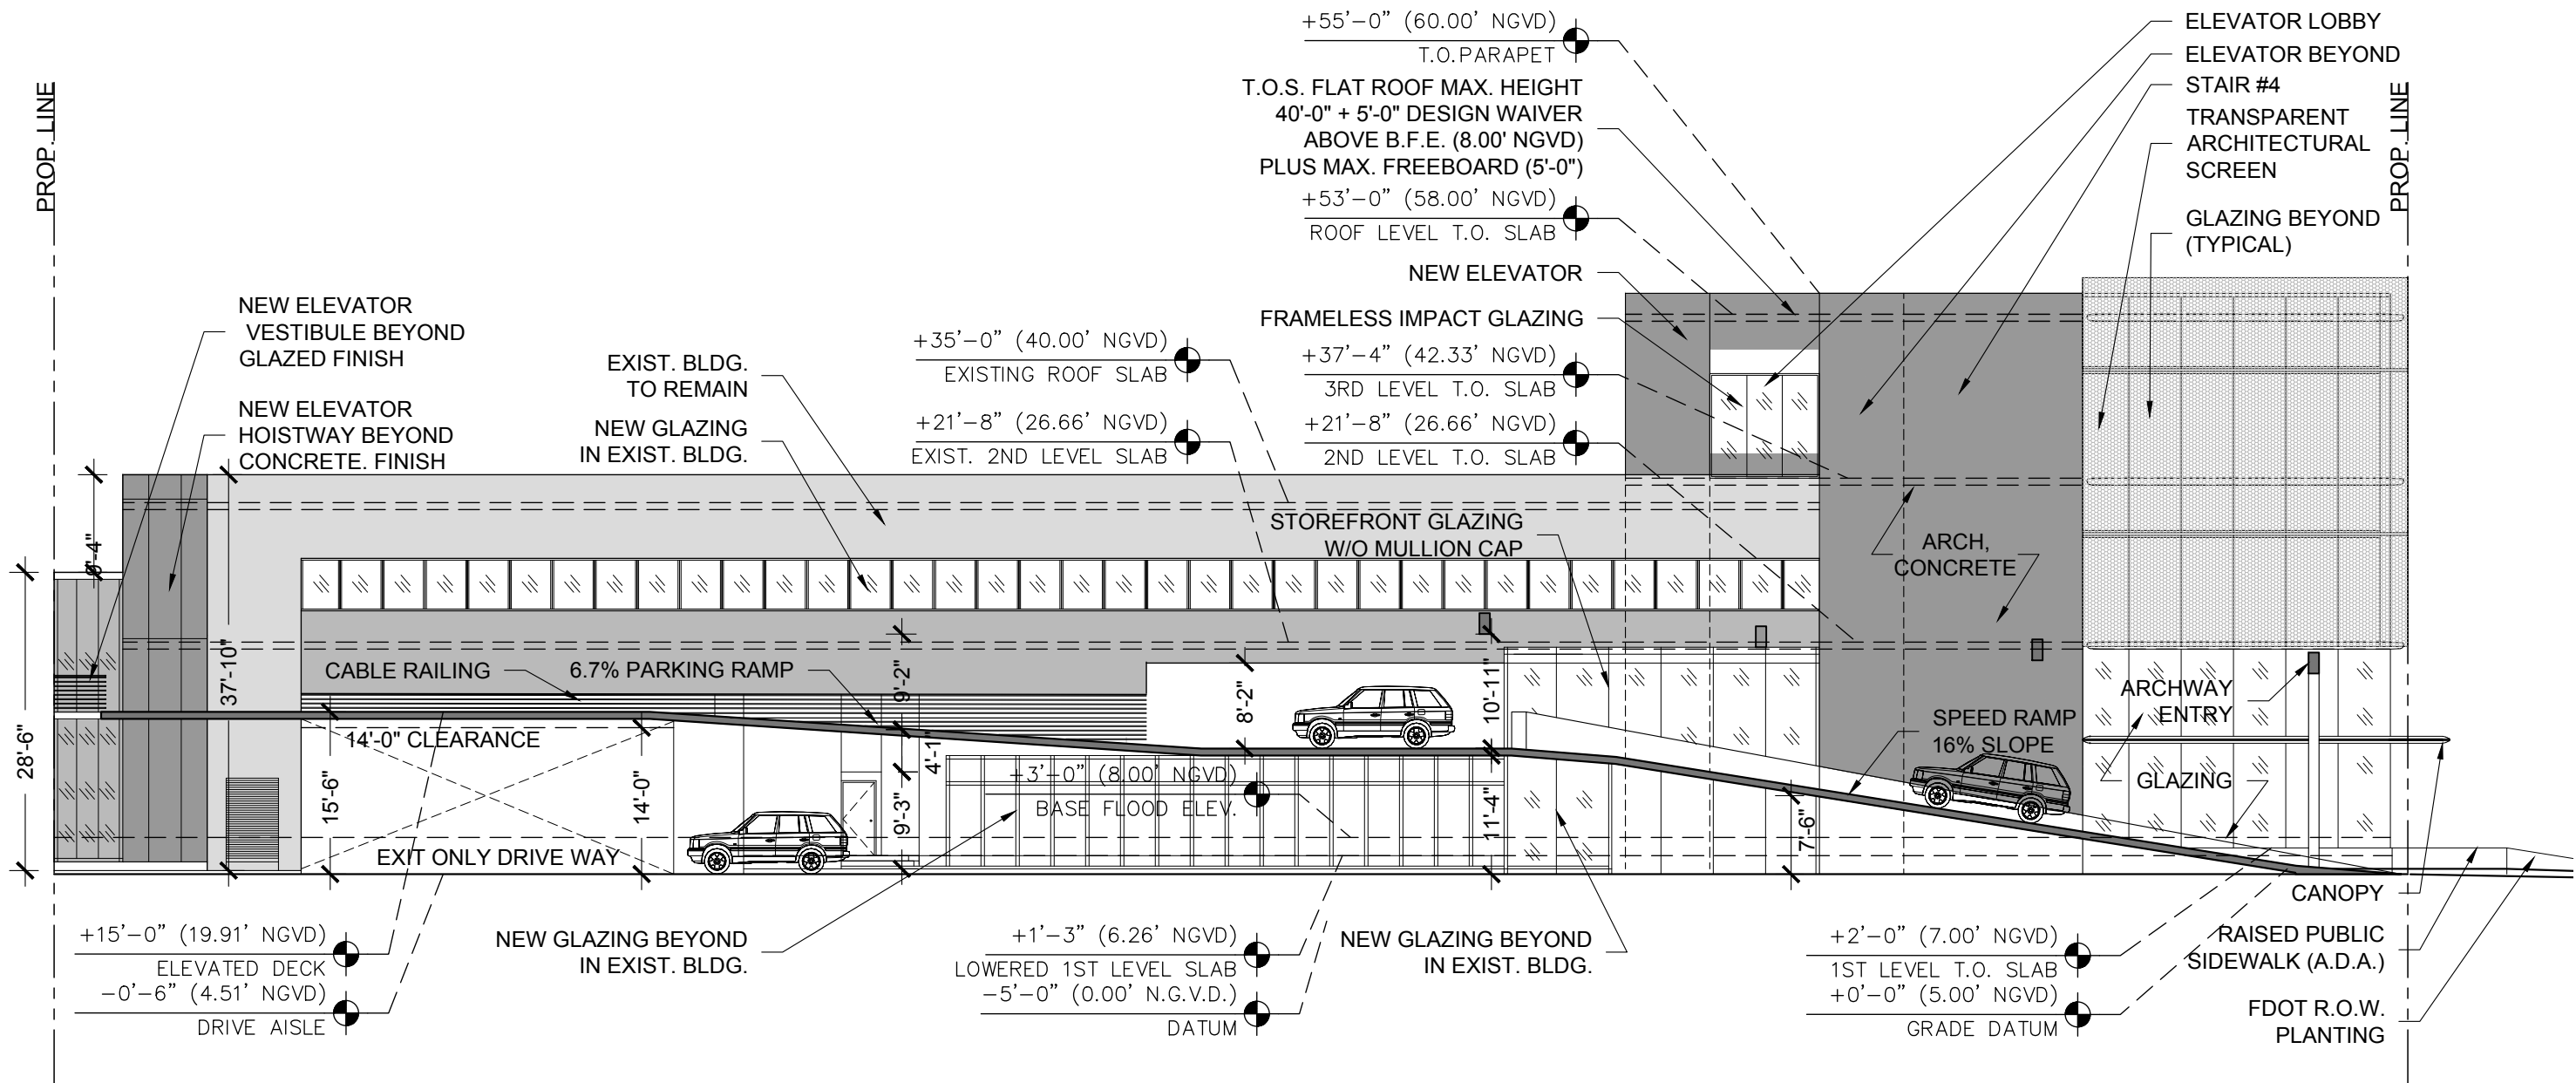 +55'-0" (60.00' NGVD)
T.O.PARAPET
T.O.S. FLAT ROOF MAX. HEIGHT
40'-0" + 5'-0" DESIGN WAIVER
ABOVE B.F.E. (8.00' NGVD)
PLUS MAX. FREEBOARD (5'-0")
+53'-0" (58.00' NGVD)
ROOF LEVEL T.O. SLAB
NEW ELEVATOR
FRAMELESS IMPACT GLAZING
+37'-4" (42.33' NGVD)
3RD LEVEL T.O. SLAB
+21'-8" (26.66' NGVD)
2ND LEVEL T.O. SLAB
ELEVATOR LOBBY
ELEVATOR BEYOND
STAIR #4
TRANSPARENT
ARCHITECTURAL
SCREEN
GLAZING BEYOND
(TYPICAL)
PROP. LINE
PROP. LINE
NEW ELEVATOR
VESTIBULE BEYOND
GLAZED FINISH
NEW ELEVATOR
HOISTWAY BEYOND
CONCRETE. FINISH
EXIST. BLDG.
TO REMAIN
NEW GLAZING
IN EXIST. BLDG.
+35'-0" (40.00' NGVD)
EXISTING ROOF SLAB
+21'-8" (26.66' NGVD)
EXIST. 2ND LEVEL SLAB
STOREFRONT GLAZING
W/O MULLION CAP
ARCH,
CONCRETE
28'-6"
37'-10"
CABLE RAILING
6.7% PARKING RAMP
9'-2"
8'-2"
10'-11"
ARCHWAY
ENTRY
SPEED RAMP
16% SLOPE
GLAZING
14'-0" CLEARANCE
15'-6"
14'-0"
4'-1"
9'-3"
+3'-0" (8.00' NGVD)
BASE FLOOD ELEV.
11'-4"
7'-6"
EXIT ONLY DRIVE WAY
CANOPY
+15'-0" (19.91' NGVD)
ELEVATED DECK
-0'-6" (4.51' NGVD)
DRIVE AISLE
NEW GLAZING BEYOND
IN EXIST. BLDG.
+1'-3" (6.26' NGVD)
LOWERED 1ST LEVEL SLAB
-5'-0" (0.00' N.G.V.D.)
DATUM
NEW GLAZING BEYOND
IN EXIST. BLDG.
+2'-0" (7.00' NGVD)
1ST LEVEL T.O. SLAB
+0'-0" (5.00' NGVD)
GRADE DATUM
RAISED PUBLIC
SIDEWALK (A.D.A.)
FDOT R.O.W.
PLANTING